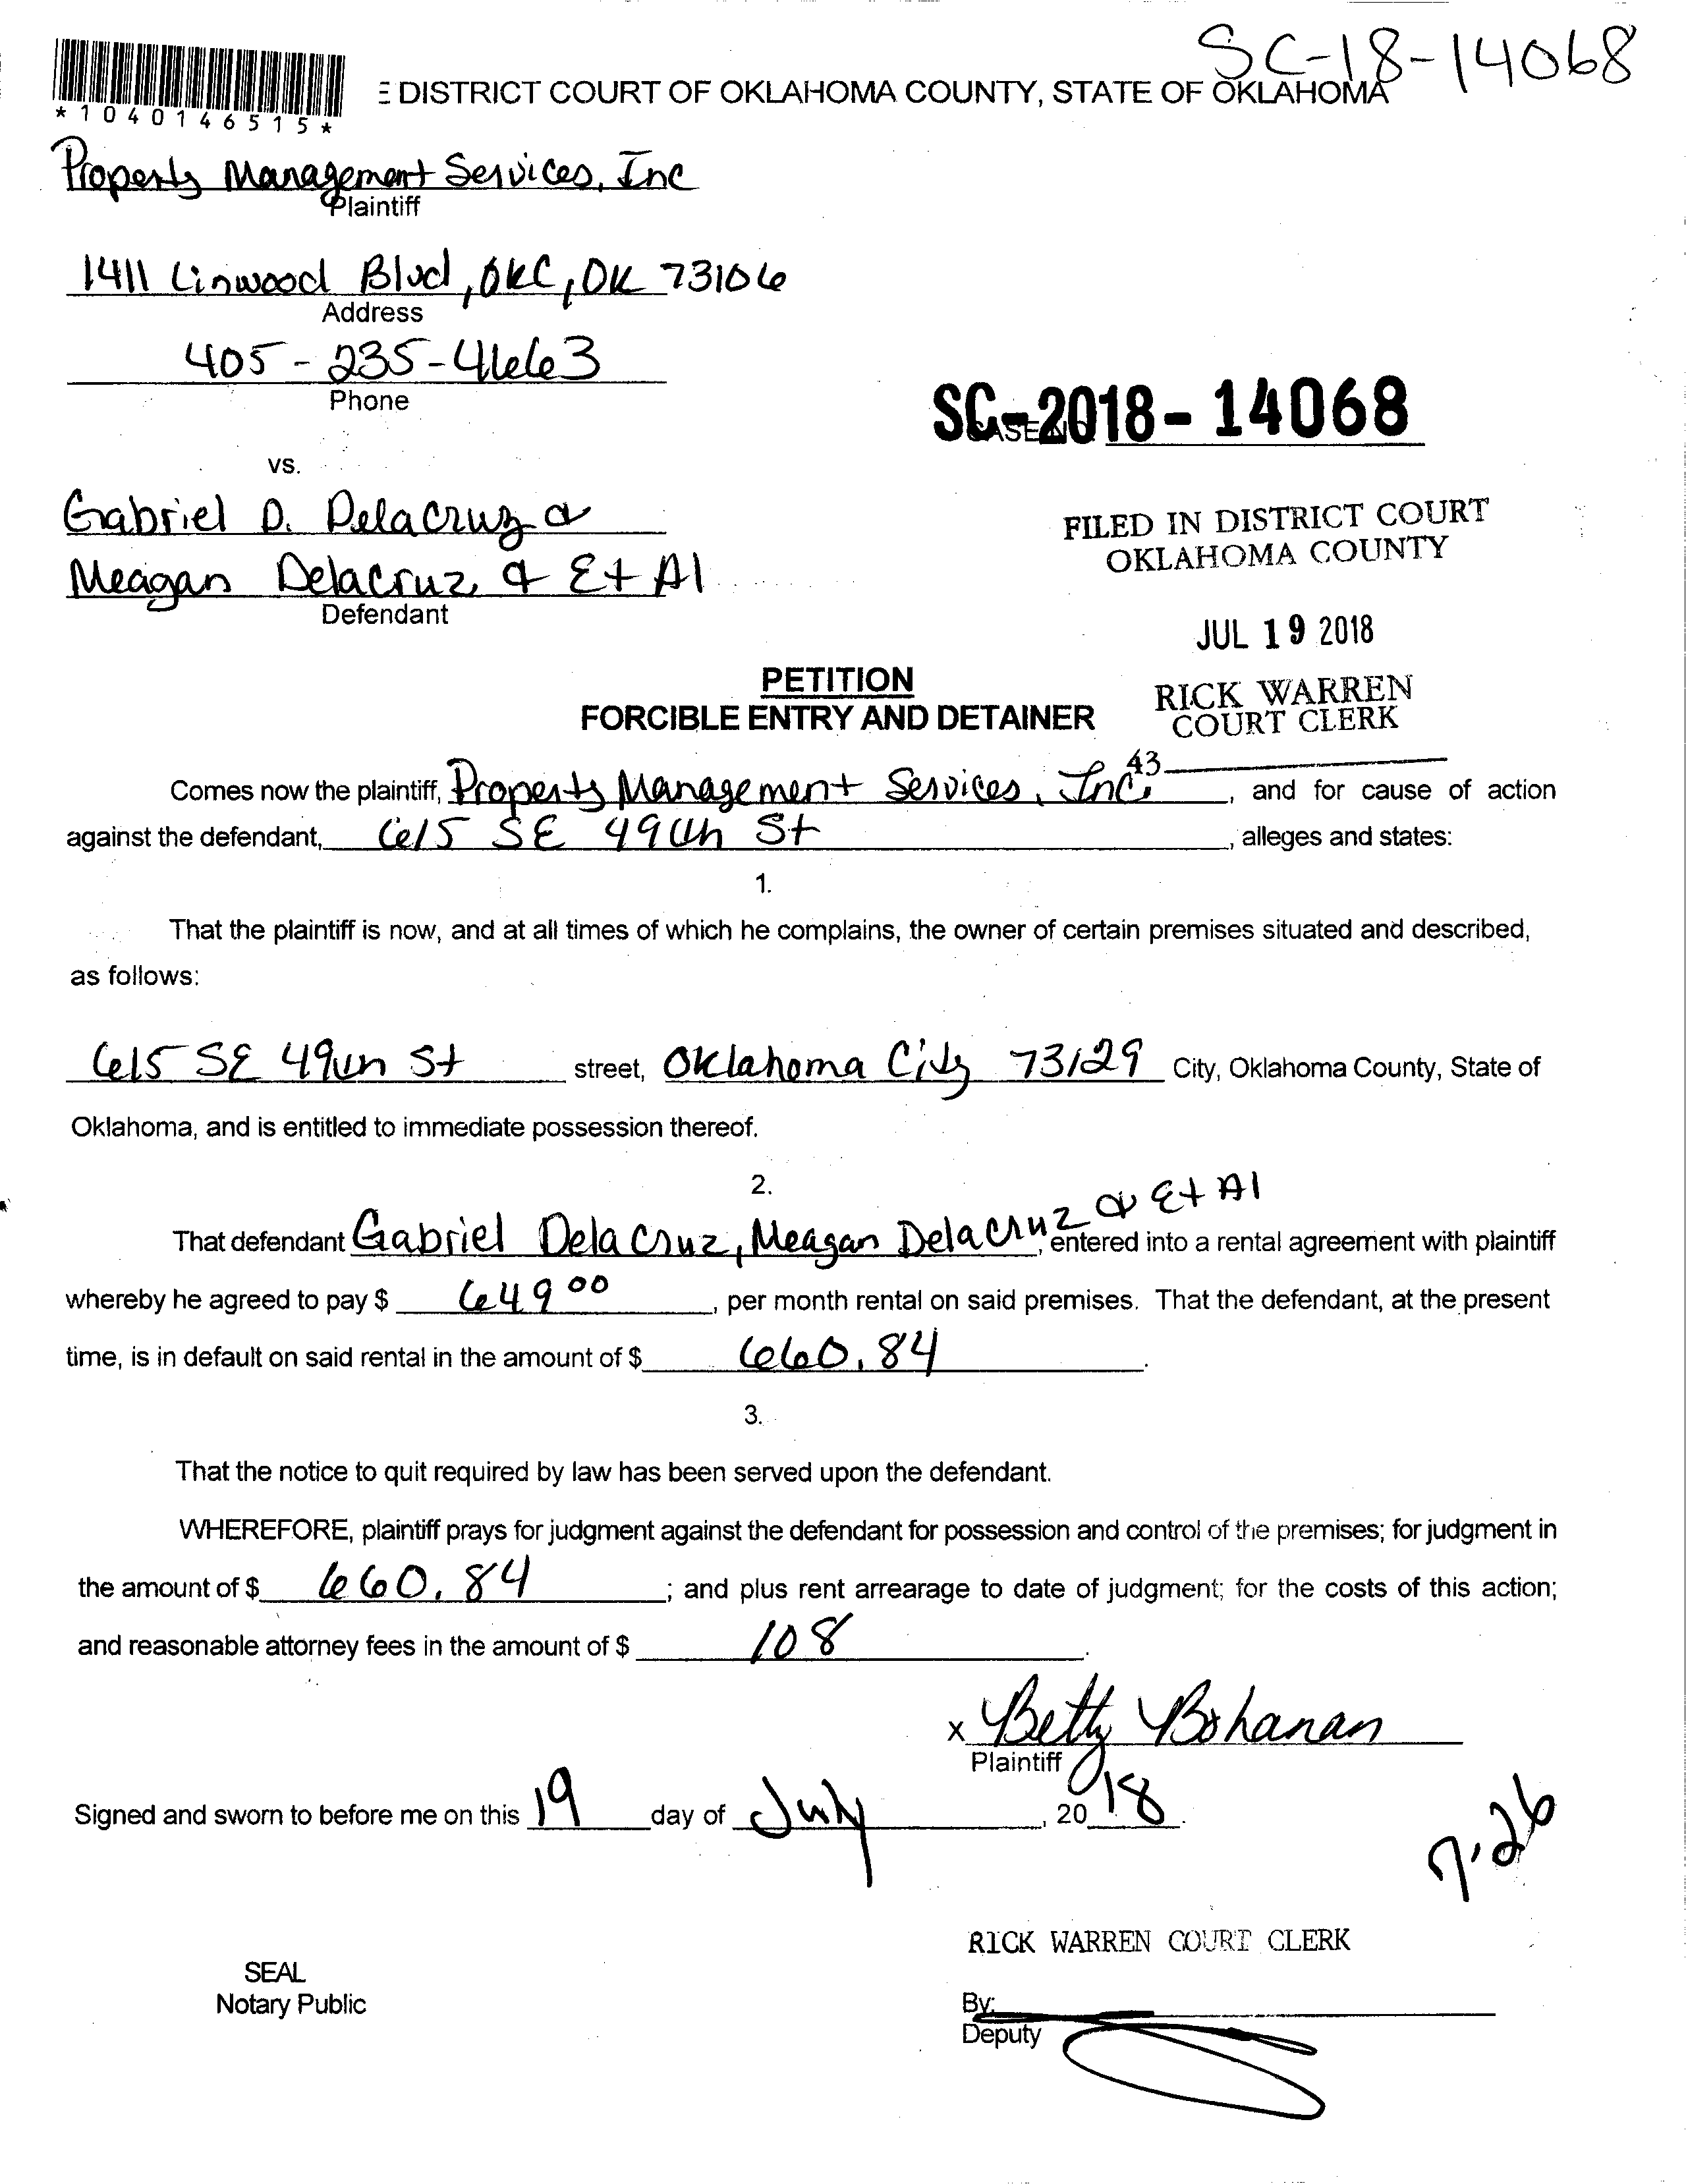 SC-18-14068
DISTRICT COURT OF OKLAHOMA COUNTY, STATE OF OKLAHOMA
*1040146515*
Property Management Services, Inc
Plaintiff
1411 Linwood Blvd, OKC, OK 73106
Address
405-235-4663
Phone
SC-2018-14068
CASE NO.
vs.
Gabriel D. Delacruz &
Meagan Delacruz & Et Al
Defendant
FILED IN DISTRICT COURT
OKLAHOMA COUNTY
JUL 19 2018
RICK WARREN
COURT CLERK
43
PETITION
FORCIBLE ENTRY AND DETAINER
Comes now the plaintiff, Property Management Services, Inc. , and for cause of action
against the defendant, 615 SE 49th St , alleges and states:
1.
That the plaintiff is now, and at all times of which he complains, the owner of certain premises situated and described,
as follows:
615 SE 49th St street, Oklahoma City 73129 City, Oklahoma County, State of
Oklahoma, and is entitled to immediate possession thereof.
2.
That defendant Gabriel Delacruz, Meagan Delacruz & Et Al, entered into a rental agreement with plaintiff
whereby he agreed to pay $ 649 00 , per month rental on said premises. That the defendant, at the present
time, is in default on said rental in the amount of $ 660.84 .
3.
That the notice to quit required by law has been served upon the defendant.
WHEREFORE, plaintiff prays for judgment against the defendant for possession and control of the premises; for judgment in
the amount of $ 660.84 ; and plus rent arrearage to date of judgment; for the costs of this action;
and reasonable attorney fees in the amount of $ 108 .
x Betty Bohanan
Plaintiff
Signed and sworn to before me on this 19 day of July , 20 18 .
7.26
RICK WARREN COURT CLERK
SEAL
Notary Public
By:
Deputy